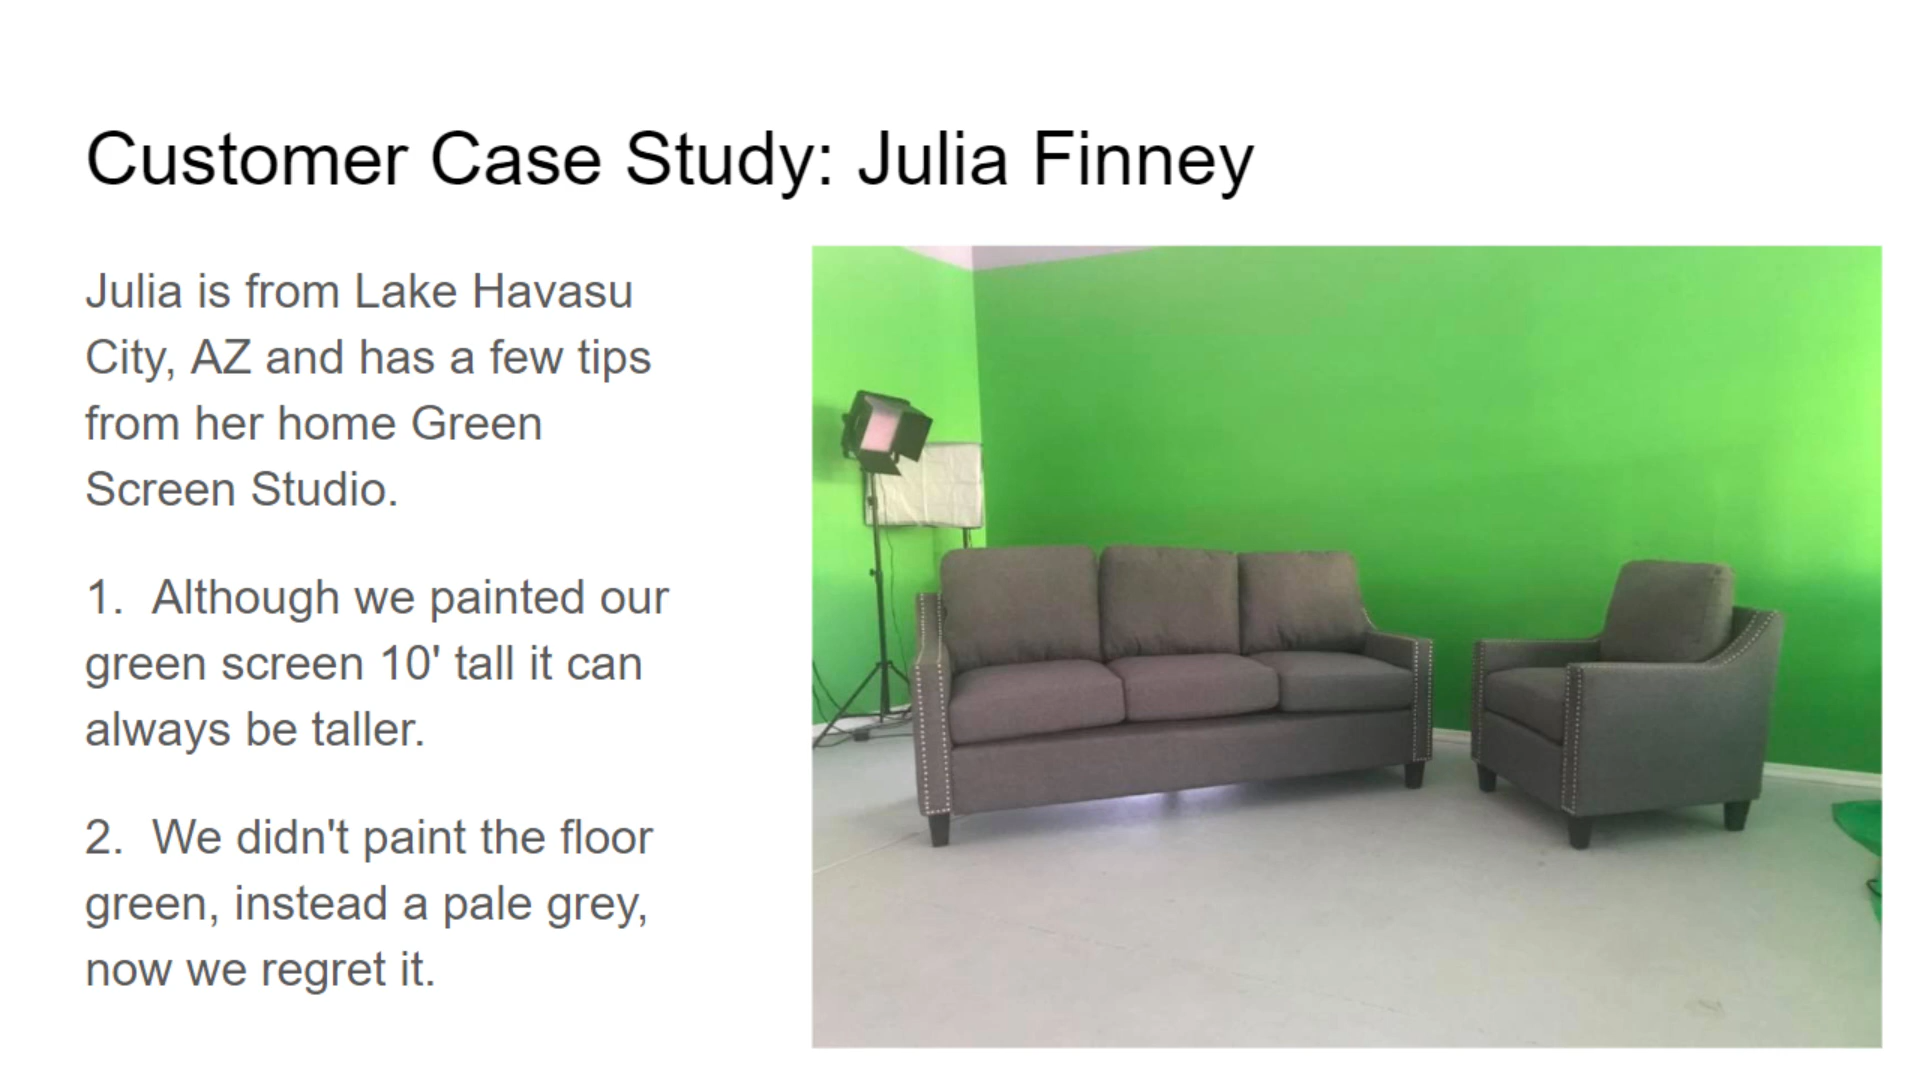 Customer Case Study: Julia Finney
Julia is from Lake Havasu
City, AZ and has a few tips
from her home Green
Screen Studio.
1. Although we painted our
green screen 10' tall it can
always be taller.
2. We didn't paint the floor
green, instead a pale grey,
now we regret it.